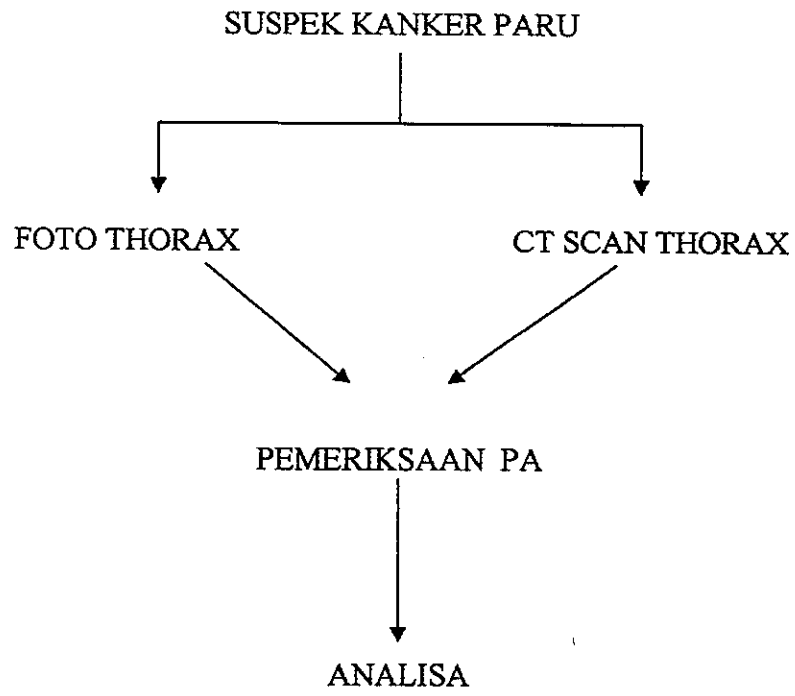 SUSPEK KANKER PARU
FOTO THORAX
CT SCAN THORAX
PEMERIKSAAN PA
ANALISA